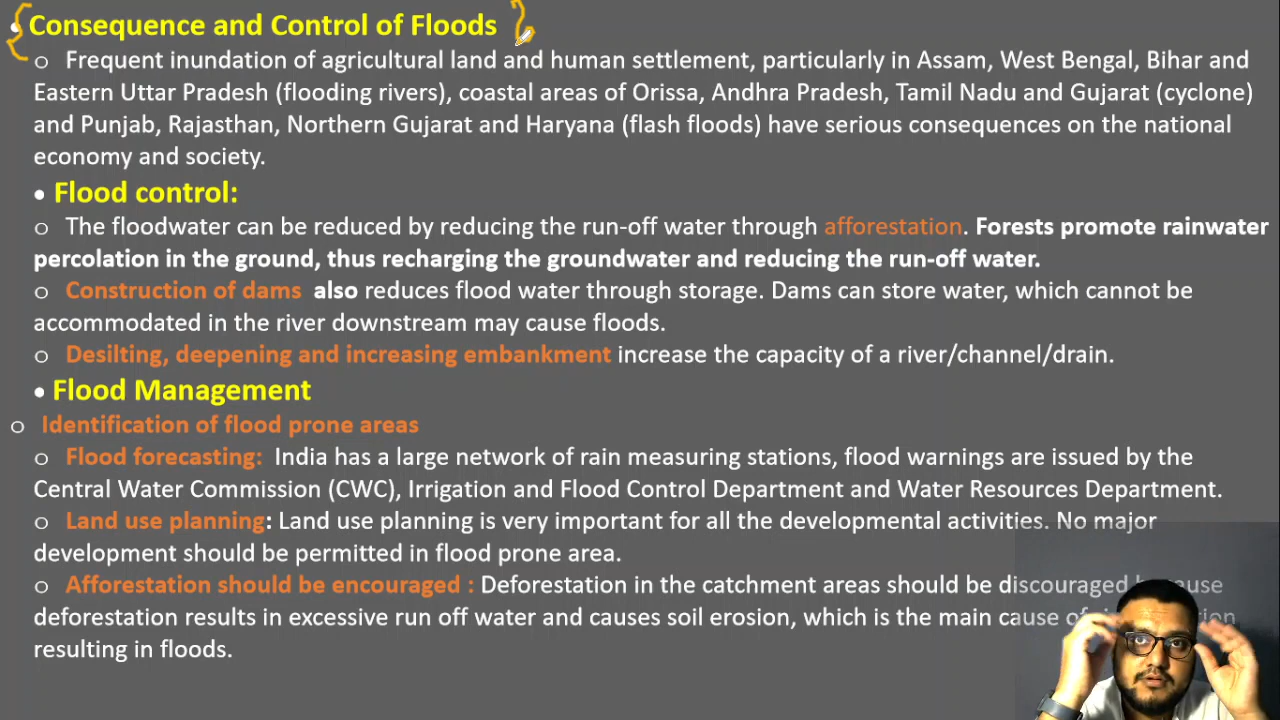 • Consequence and Control of Floods
o Frequent inundation of agricultural land and human settlement, particularly in Assam, West Bengal, Bihar and
Eastern Uttar Pradesh (flooding rivers), coastal areas of Orissa, Andhra Pradesh, Tamil Nadu and Gujarat (cyclone)
and Punjab, Rajasthan, Northern Gujarat and Haryana (flash floods) have serious consequences on the national
economy and society.
• Flood control:
o The floodwater can be reduced by reducing the run-off water through afforestation. Forests promote rainwater
percolation in the ground, thus recharging the groundwater and reducing the run-off water.
o Construction of dams also reduces flood water through storage. Dams can store water, which cannot be
accommodated in the river downstream may cause floods.
o Desilting, deepening and increasing embankment increase the capacity of a river/channel/drain.
• Flood Management
o Identification of flood prone areas
o Flood forecasting: India has a large network of rain measuring stations, flood warnings are issued by the
Central Water Commission (CWC), Irrigation and Flood Control Department and Water Resources Department.
o Land use planning: Land use planning is very important for all the developmental activities. No major
development should be permitted in flood prone area.
o Afforestation should be encouraged : Deforestation in the catchment areas should be discouraged
deforestation results in excessive run off water and causes soil erosion, which is the main cause
resulting in floods.